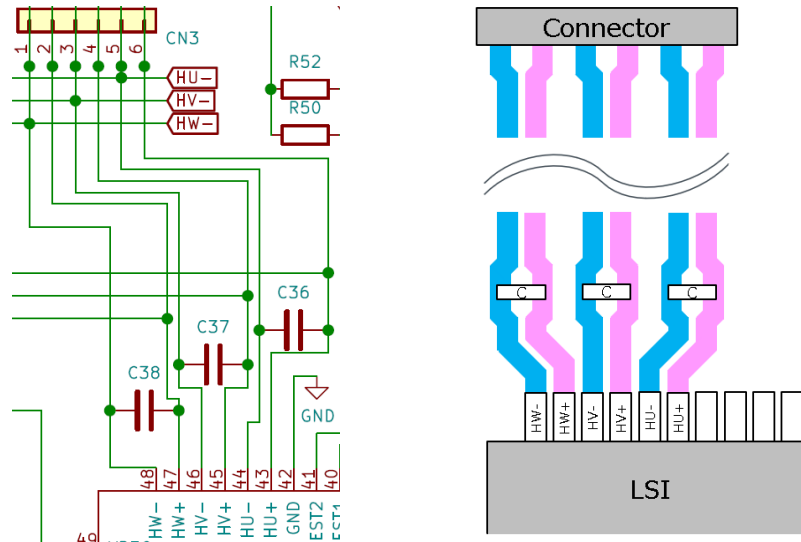 CN3
1
2
3
4
5
6
HU-
HV-
HW-
R52
R50
C36
C37
C38
GND
48
47
46
45
44
43
42
41
40
HW-
HW+
HV-
HV+
HU-
HU+
GND
EST2
EST1
49
Connector
C
C
C
HW-
HW+
HV-
HV+
HU-
HU+
LSI